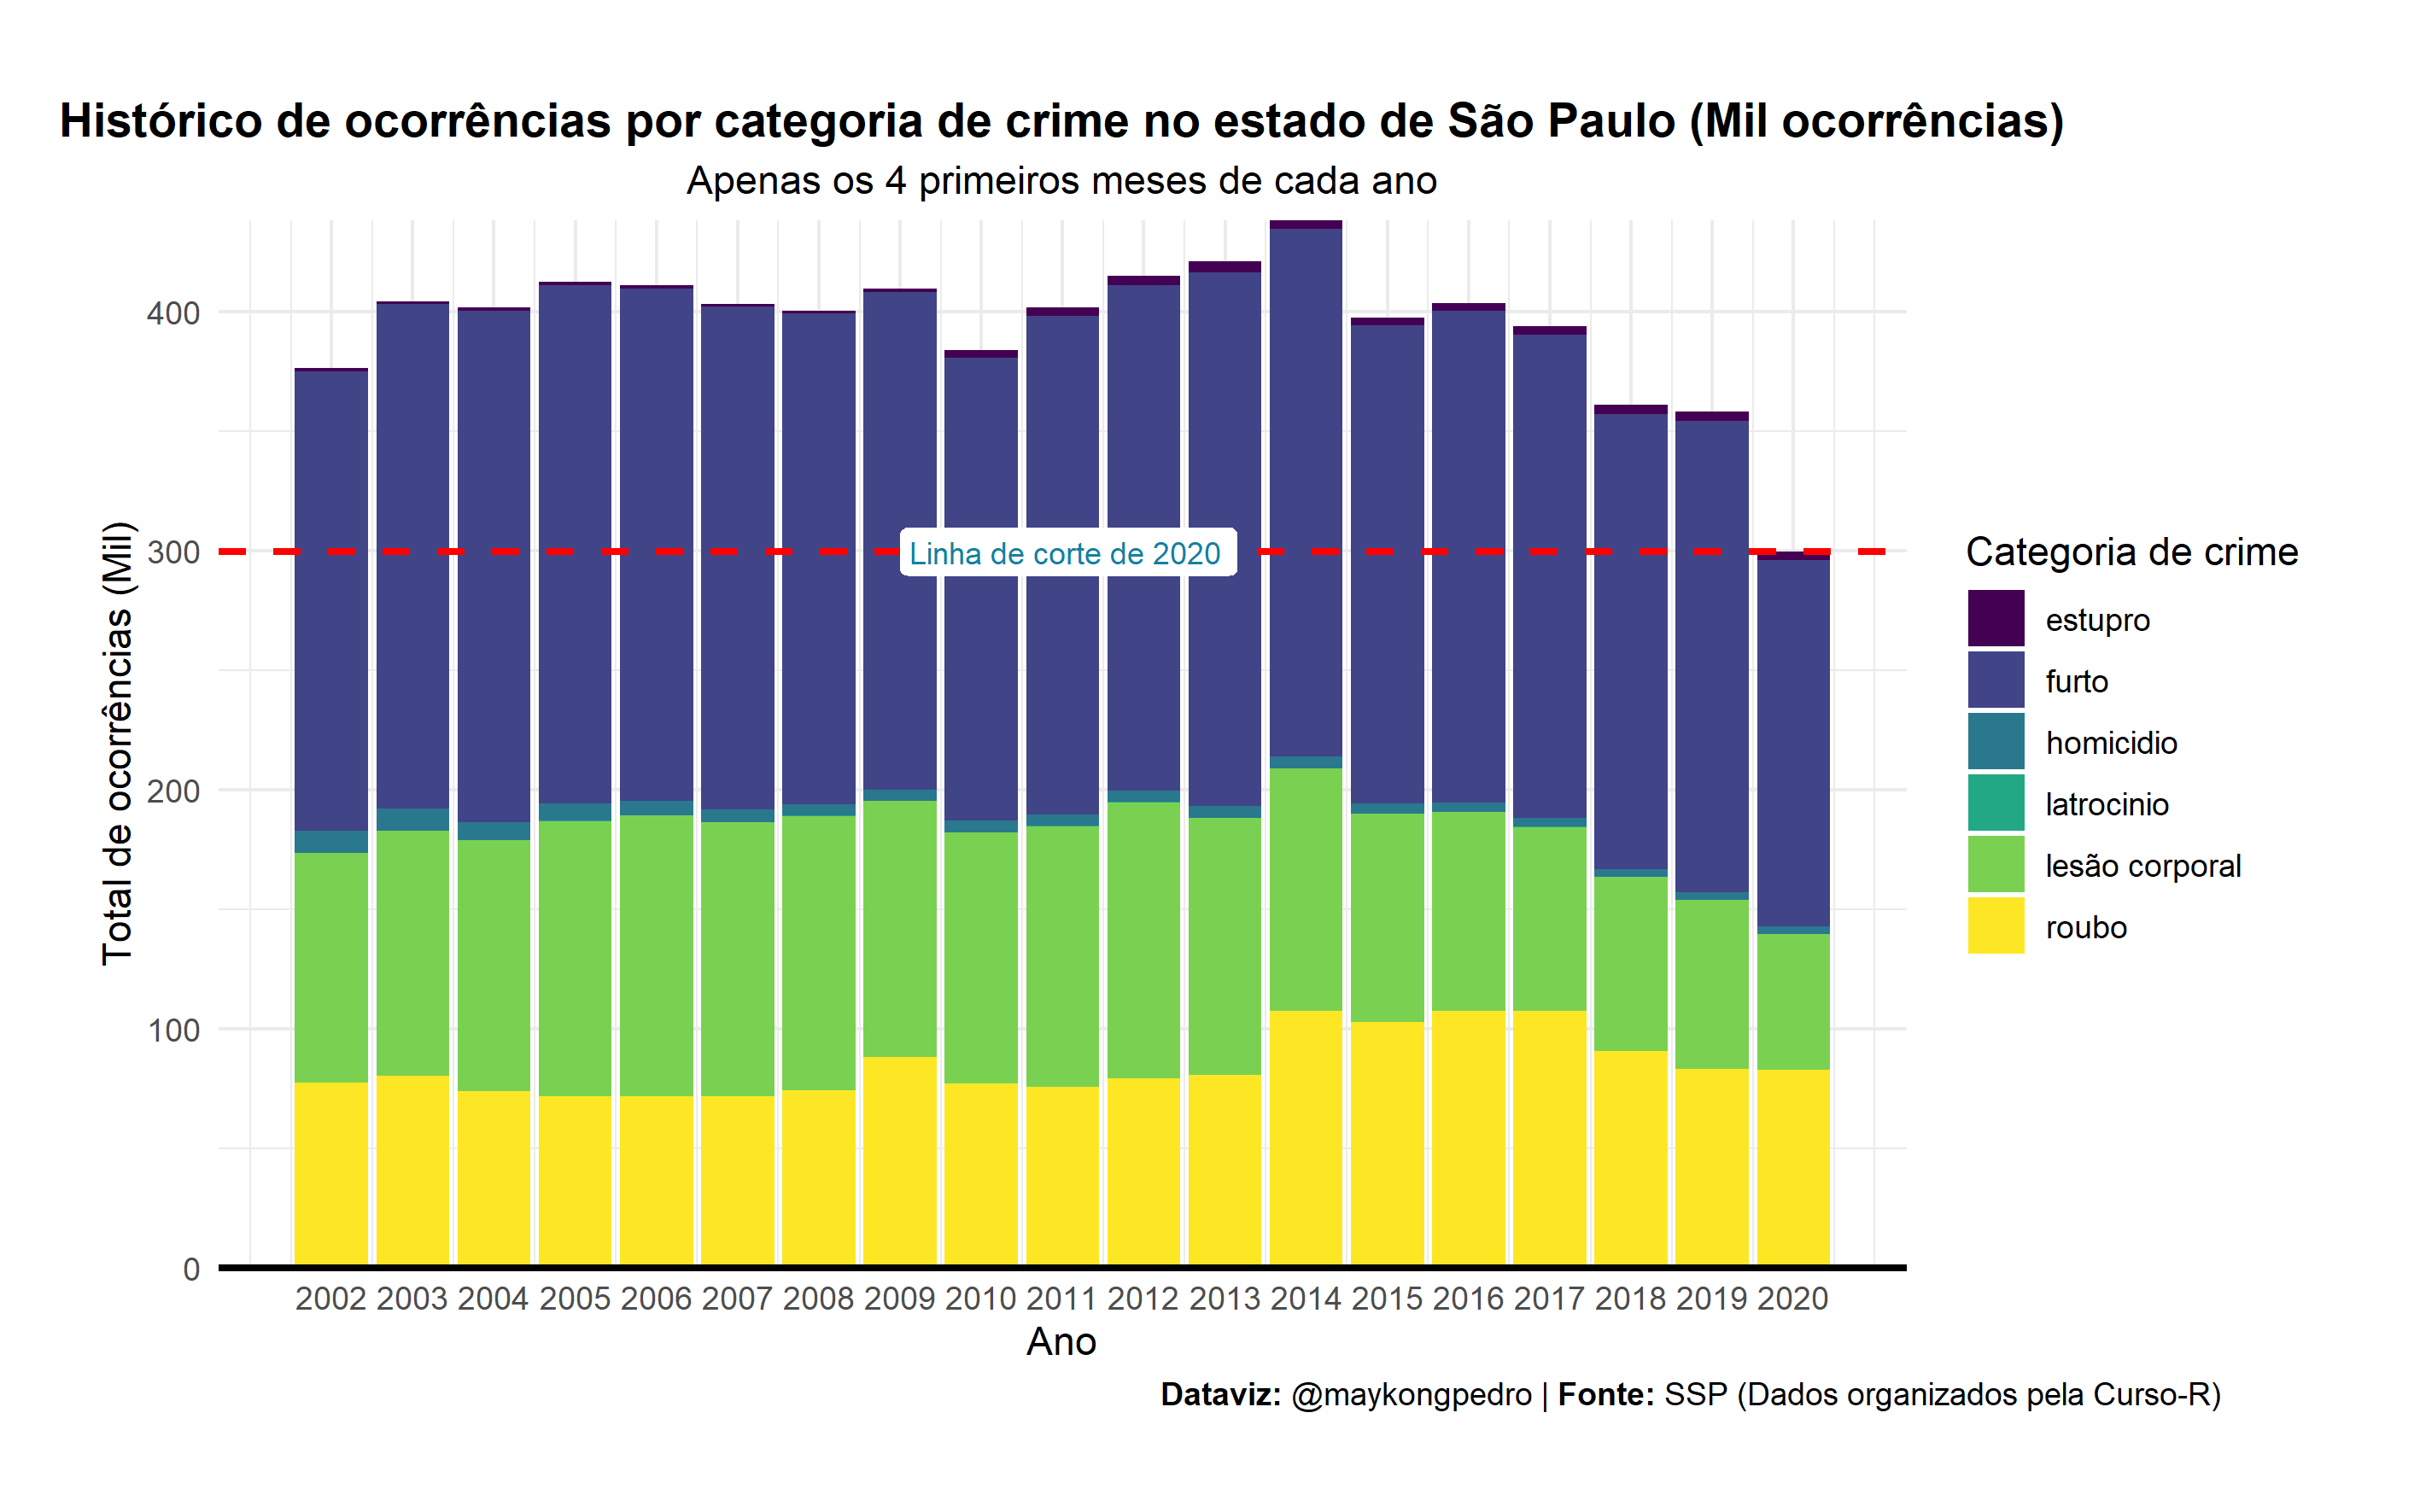 Histórico de ocorrências por categoria de crime no estado de São Paulo (Mil ocorrências)
Apenas os 4 primeiros meses de cada ano
Total de ocorrências (Mil)
400
300
200
100
0
Linha de corte de 2020
2002 2003 2004 2005 2006 2007 2008 2009 2010 2011 2012 2013 2014 2015 2016 2017 2018 2019 2020
Ano
Categoria de crime
estupro
furto
homicidio
latrocinio
lesão corporal
roubo
Dataviz: @maykongpedro | Fonte: SSP (Dados organizados pela Curso-R)